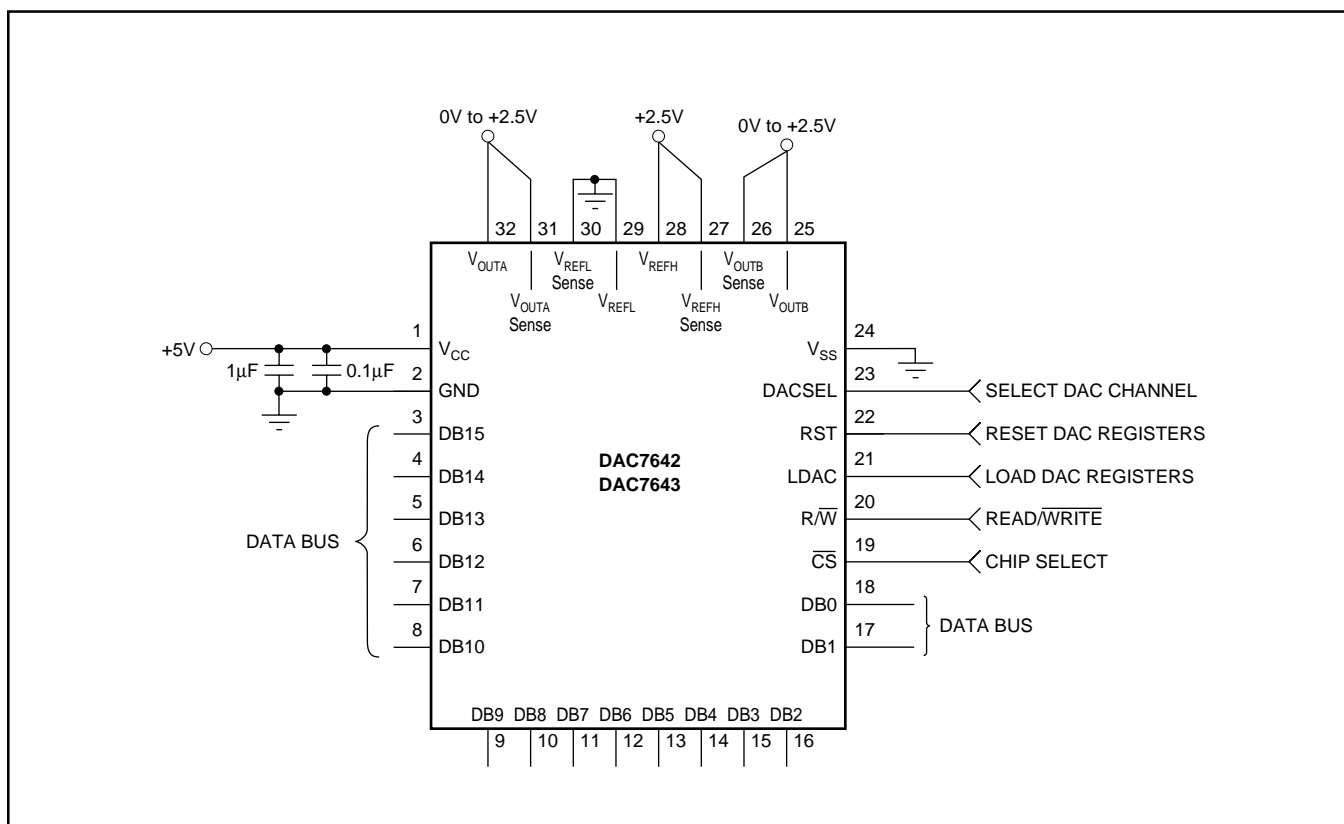 0V to +2.5V
+2.5V
0V to +2.5V
32 31 30 29 28 27 26 25
VOUTA
VOUTA Sense
VREFL Sense
VREFL
VREFH
VREFH Sense
VOUTB Sense
VOUTB
+5V
1µF
0.1µF
1 VCC
2 GND
3 DB15
4 DB14
5 DB13
6 DB12
7 DB11
8 DB10
DATA BUS
DAC7642
DAC7643
VSS 24
DACSEL 23 SELECT DAC CHANNEL
RST 22 RESET DAC REGISTERS
LDAC 21 LOAD DAC REGISTERS
R/W̅ 20 READ/W̅R̅I̅T̅E̅
C̅S̅ 19 CHIP SELECT
DB0 18
DB1 17
DATA BUS
DB9 DB8 DB7 DB6 DB5 DB4 DB3 DB2
9 10 11 12 13 14 15 16